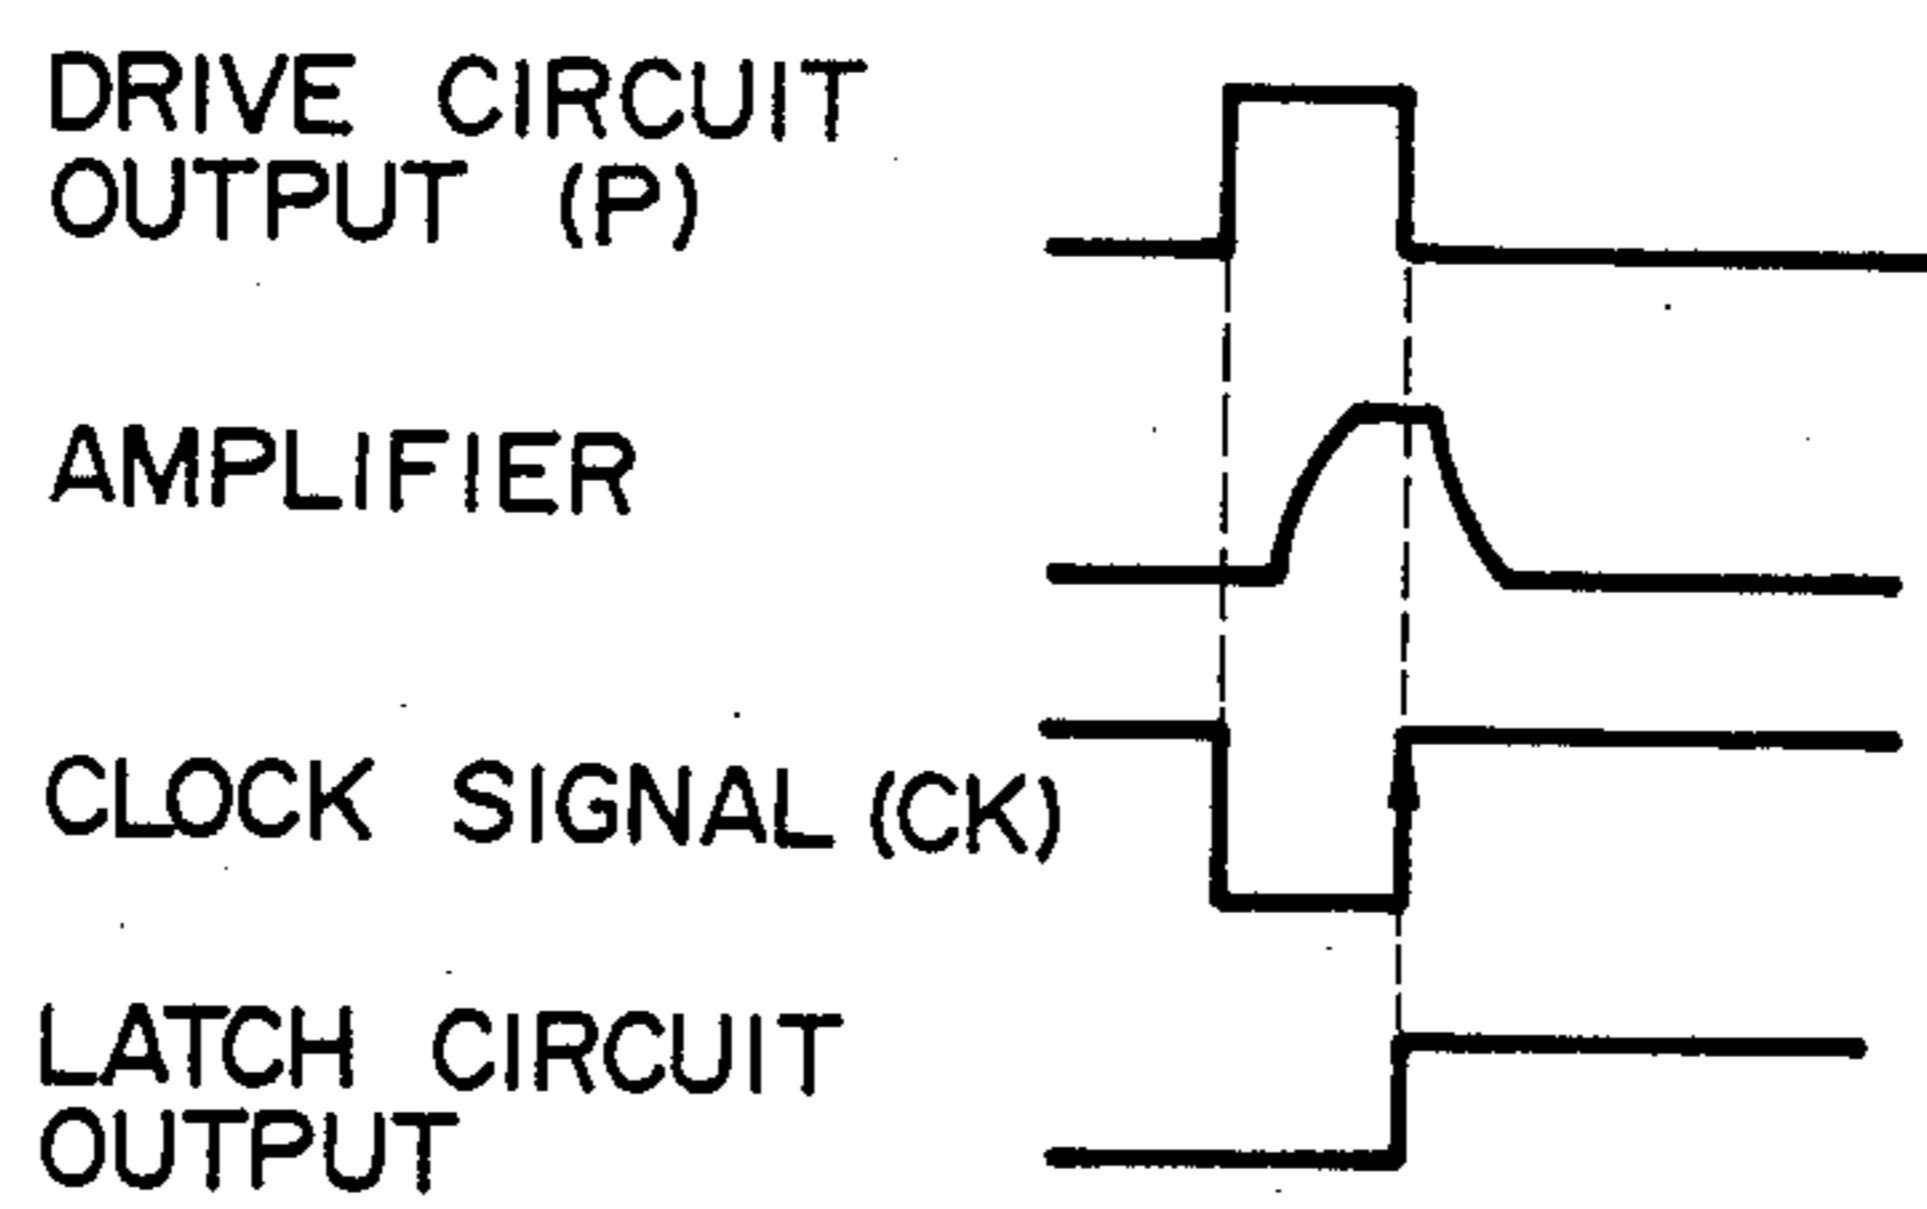 DRIVE CIRCUIT
OUTPUT (P)
AMPLIFIER
CLOCK SIGNAL (CK)
LATCH CIRCUIT
OUTPUT